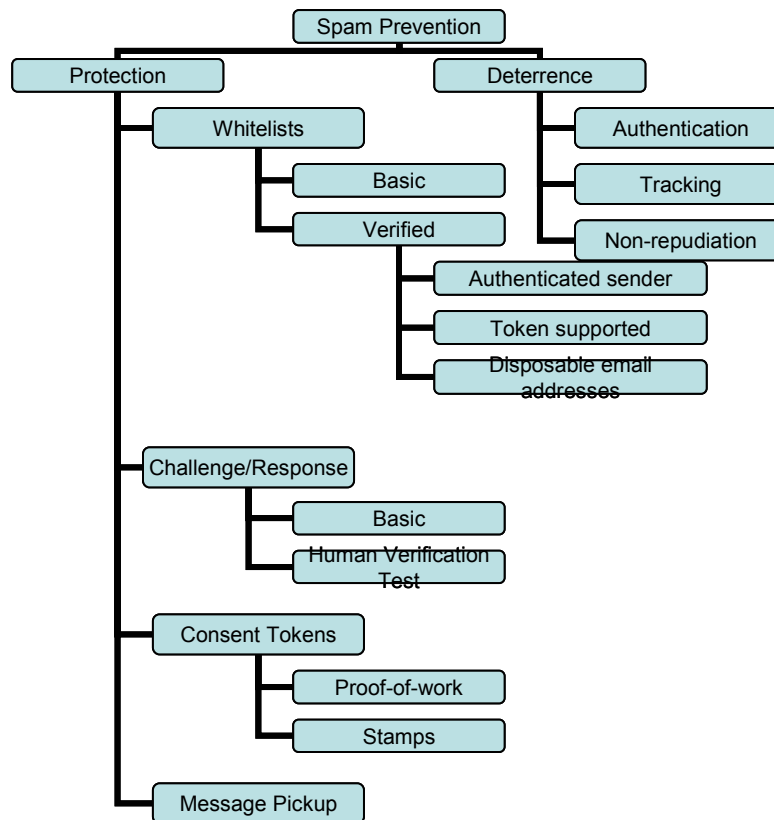 Spam Prevention
Protection
Deterrence
Whitelists
Authentication
Basic
Tracking
Verified
Non-repudiation
Authenticated sender
Token supported
Disposable email
addresses
Challenge/Response
Basic
Human Verification
Test
Consent Tokens
Proof-of-work
Stamps
Message Pickup